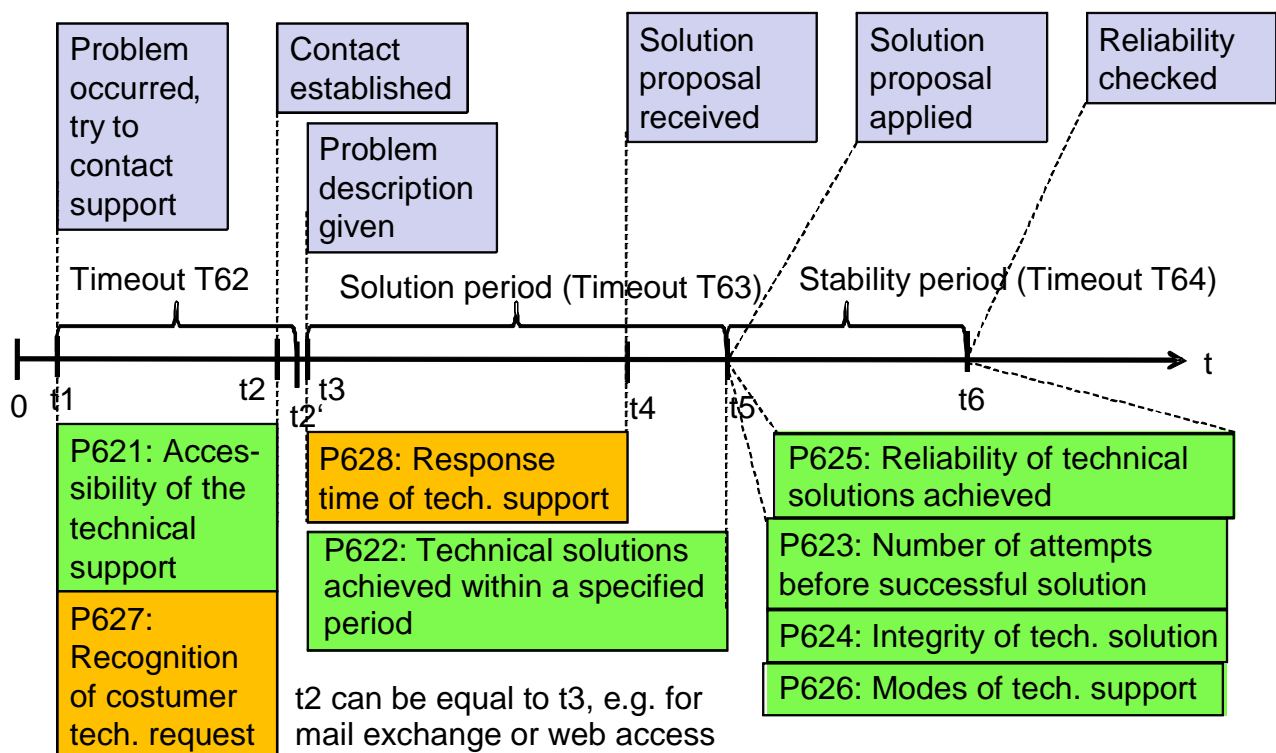 Problem
occurred,
try to
contact
support
Contact
established
Problem
description
given
Solution
proposal
received
Solution
proposal
applied
Reliability
checked
Timeout T62
Solution period (Timeout T63)
Stability period (Timeout T64)
0
t1
t2
t2‘
t3
t4
t5
t6
t
P621: Acces-
sibility of the
technical
support
P627:
Recognition
of costumer
tech. request
P628: Response
time of tech. support
P622: Technical solutions
achieved within a specified
period
t2 can be equal to t3, e.g. for
mail exchange or web access
P625: Reliability of technical
solutions achieved
P623: Number of attempts
before successful solution
P624: Integrity of tech. solution
P626: Modes of tech. support